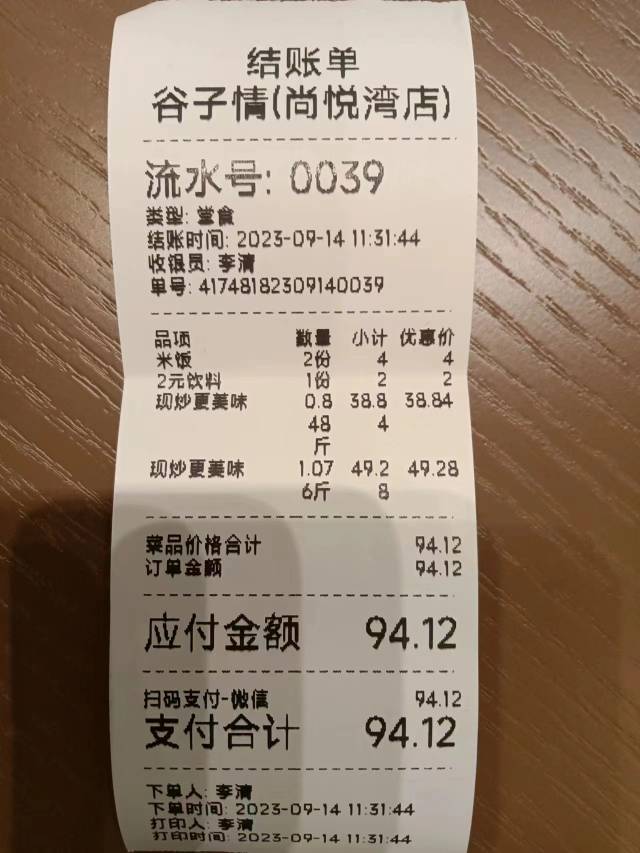 结账单
谷子情(尚悦湾店)
流水号: 0039
类型: 堂食
结账时间: 2023-09-14 11:31:44
收银员: 李清
单号: 41748182309140039
品项 数量 小计 优惠价
米饭 2份 4 4
2元饮料 1份 2 2
现炒更美味 0.8 38.8 38.84
48 4
斤
现炒更美味 1.07 49.2 49.28
6斤 8
菜品价格合计 94.12
订单金额 94.12
应付金额 94.12
扫码支付-微信 94.12
支付合计 94.12
下单人: 李清
下单时间: 2023-09-14 11:31:44
打印人: 李清
打印时间: 2023-09-14 11:31:44